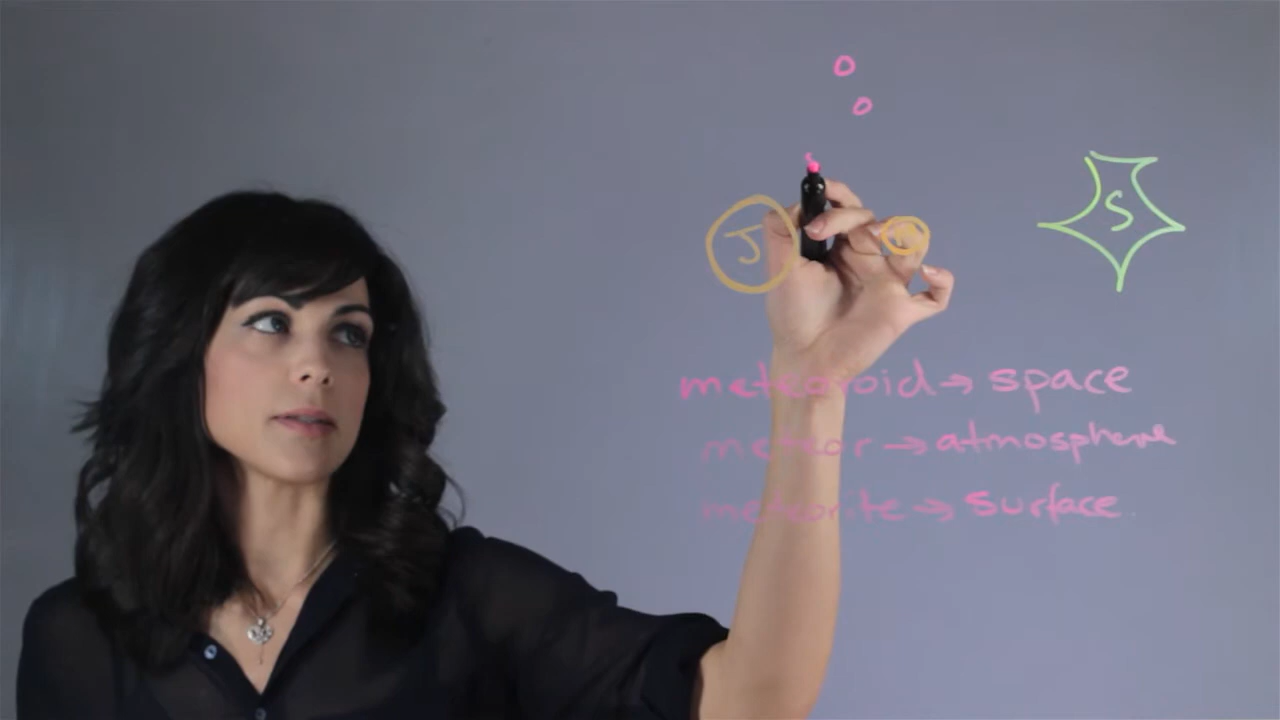 J
S
meteoroid → space
meteor → atmosphere
meteorite → surface.